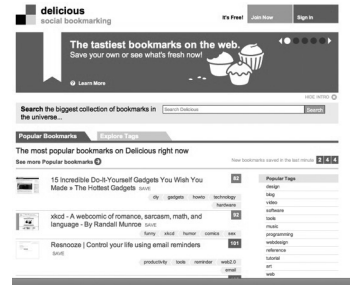 delicious
social bookmarking
It's Free!
Join Now
Sign in
The tastiest bookmarks on the web.
Save your own or see what's fresh now!
Learn More
HIDE INTRO
Search the biggest collection of bookmarks in
the universe...
Search Delicious
Search
Popular Bookmarks
Explore Tags
The most popular bookmarks on Delicious right now
See more Popular bookmarks
New bookmarks saved in the last minute 2 4 4
15 Incredible Do-It-Yourself Gadgets You Wish You
Made » The Hottest Gadgets SAVE
92
diy gadgets howto technology
hardware
xkcd - A webcomic of romance, sarcasm, math, and
language - By Randall Munroe SAVE
92
funny xkcd humor comics sex
Resnooze | Control your life using email reminders
SAVE
101
productivity tools reminder web2.0
email
Popular Tags
design
blog
video
software
tools
music
programming
webdesign
reference
tutorial
art
web